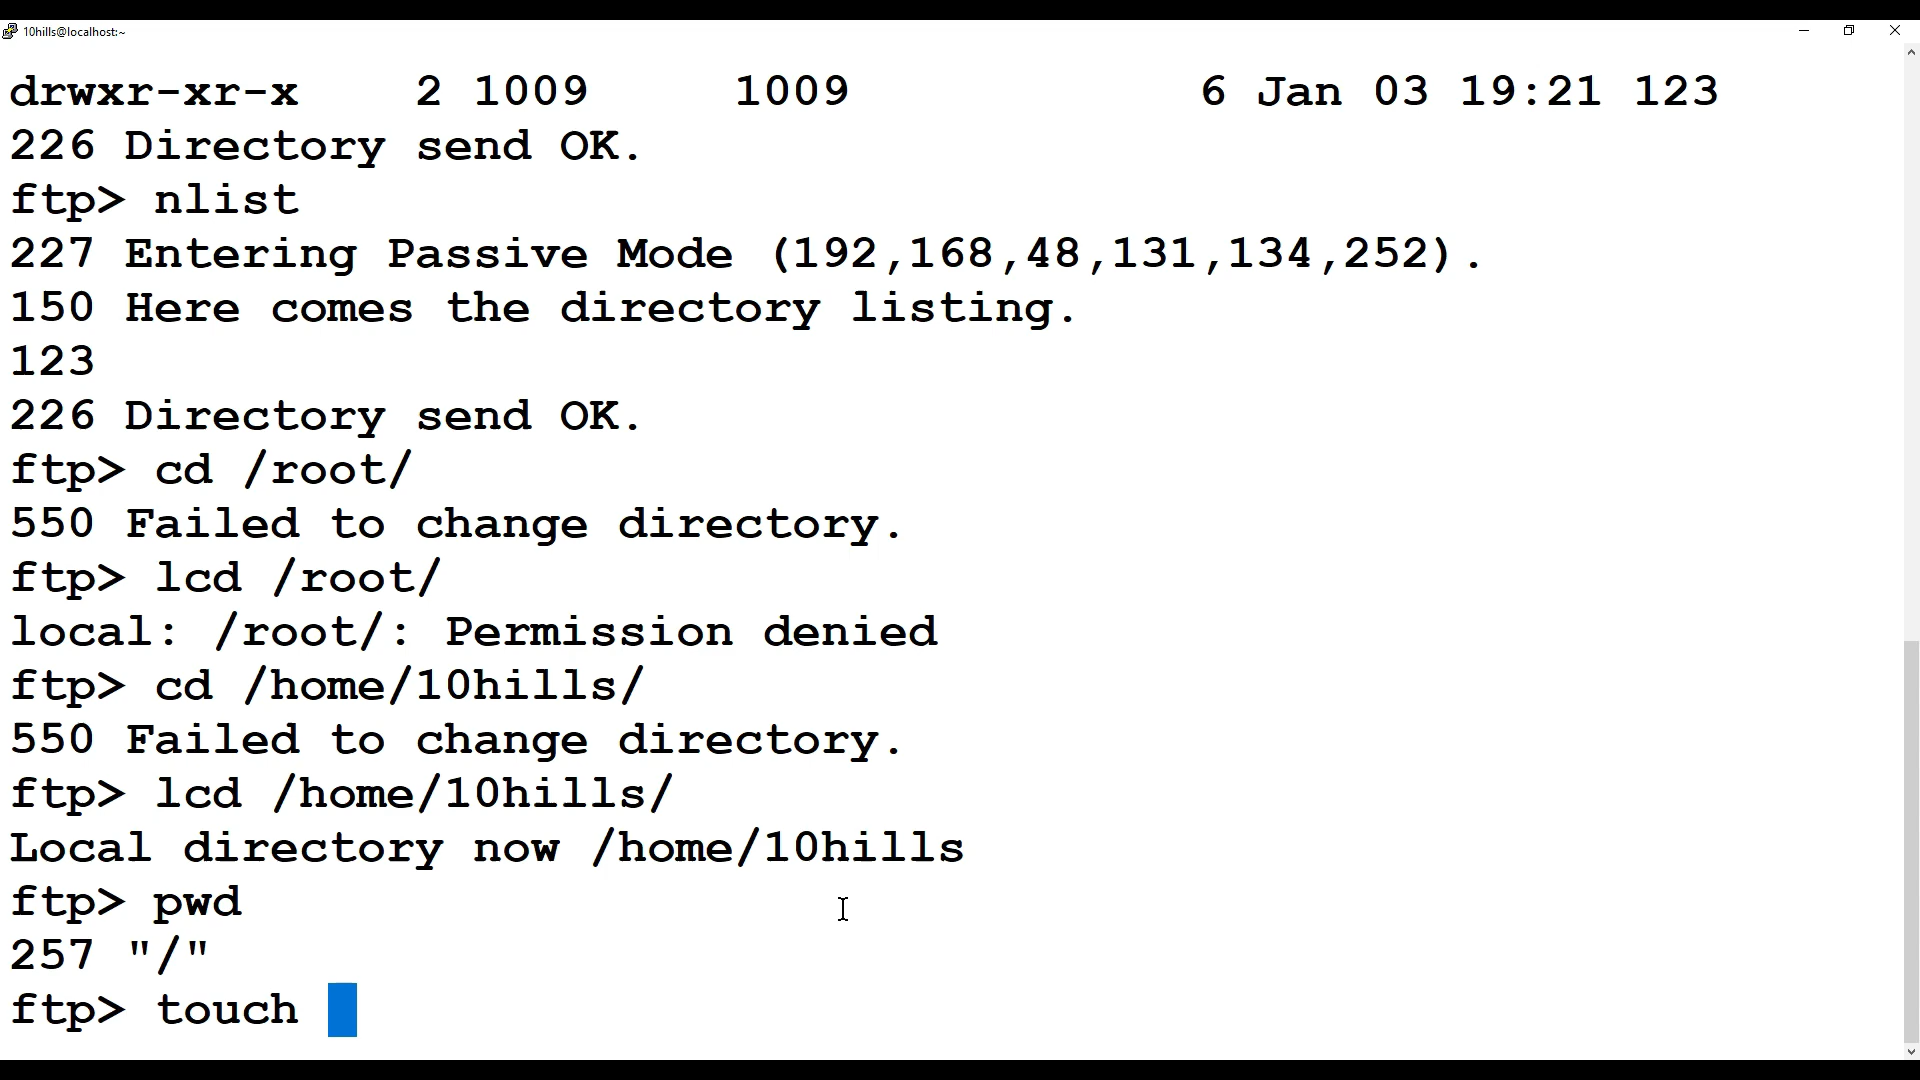 10hills@localhost:~
drwxr-xr-x    2 1009     1009            6 Jan 03 19:21 123
226 Directory send OK.
ftp> nlist
227 Entering Passive Mode (192,168,48,131,134,252).
150 Here comes the directory listing.
123
226 Directory send OK.
ftp> cd /root/
550 Failed to change directory.
ftp> lcd /root/
local: /root/: Permission denied
ftp> cd /home/10hills/
550 Failed to change directory.
ftp> lcd /home/10hills/
Local directory now /home/10hills
ftp> pwd
257 "/"
ftp> touch